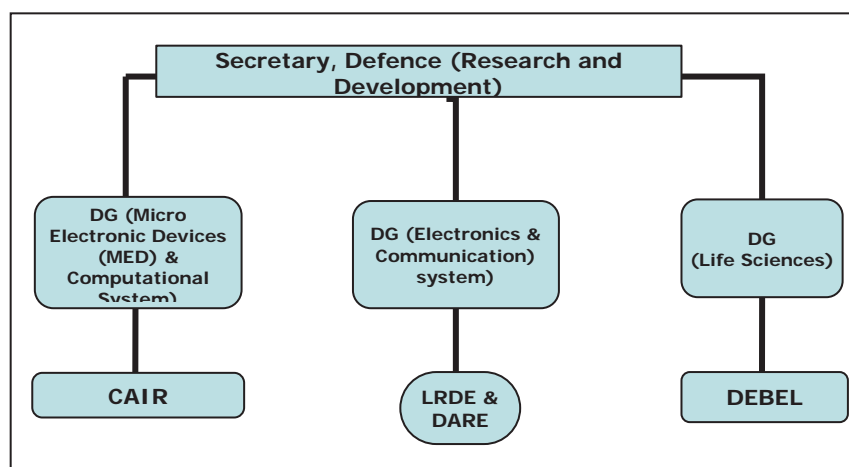 Secretary, Defence (Research and
Development)
DG (Micro
Electronic Devices
(MED) &
Computational
System)
DG (Electronics &
Communication)
system)
DG
(Life Sciences)
CAIR
LRDE &
DARE
DEBEL